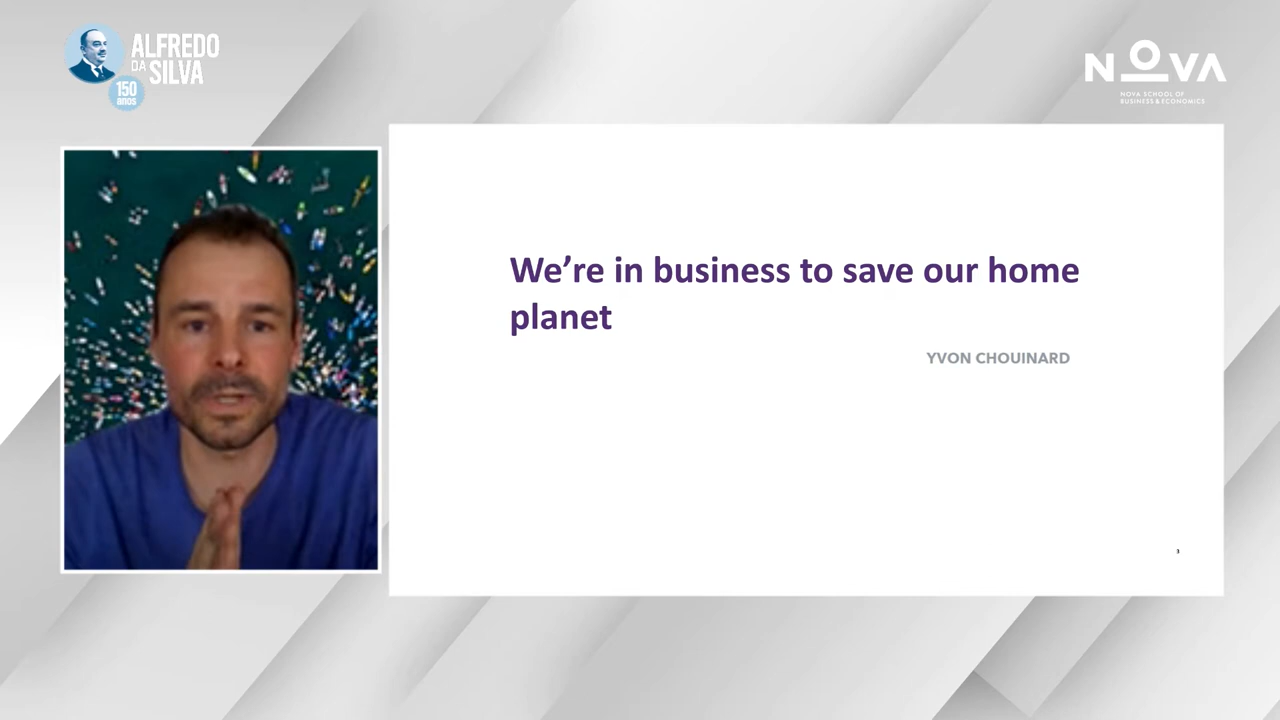 ALFREDO
DA SILVA
150
anos
NOVA
NOVA SCHOOL OF
BUSINESS & ECONOMICS
We’re in business to save our home
planet
YVON CHOUINARD
3